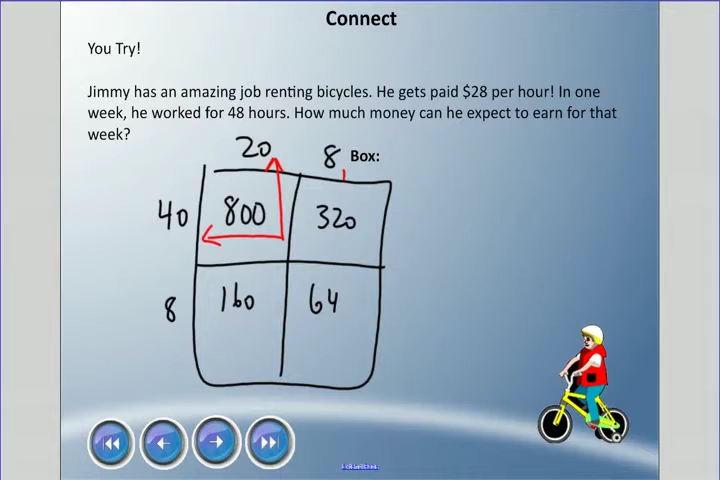 Connect
You Try!
Jimmy has an amazing job renting bicycles. He gets paid $28 per hour! In one
week, he worked for 48 hours. How much money can he expect to earn for that
week?
20 8 Box:
40 800 320
8 160 64